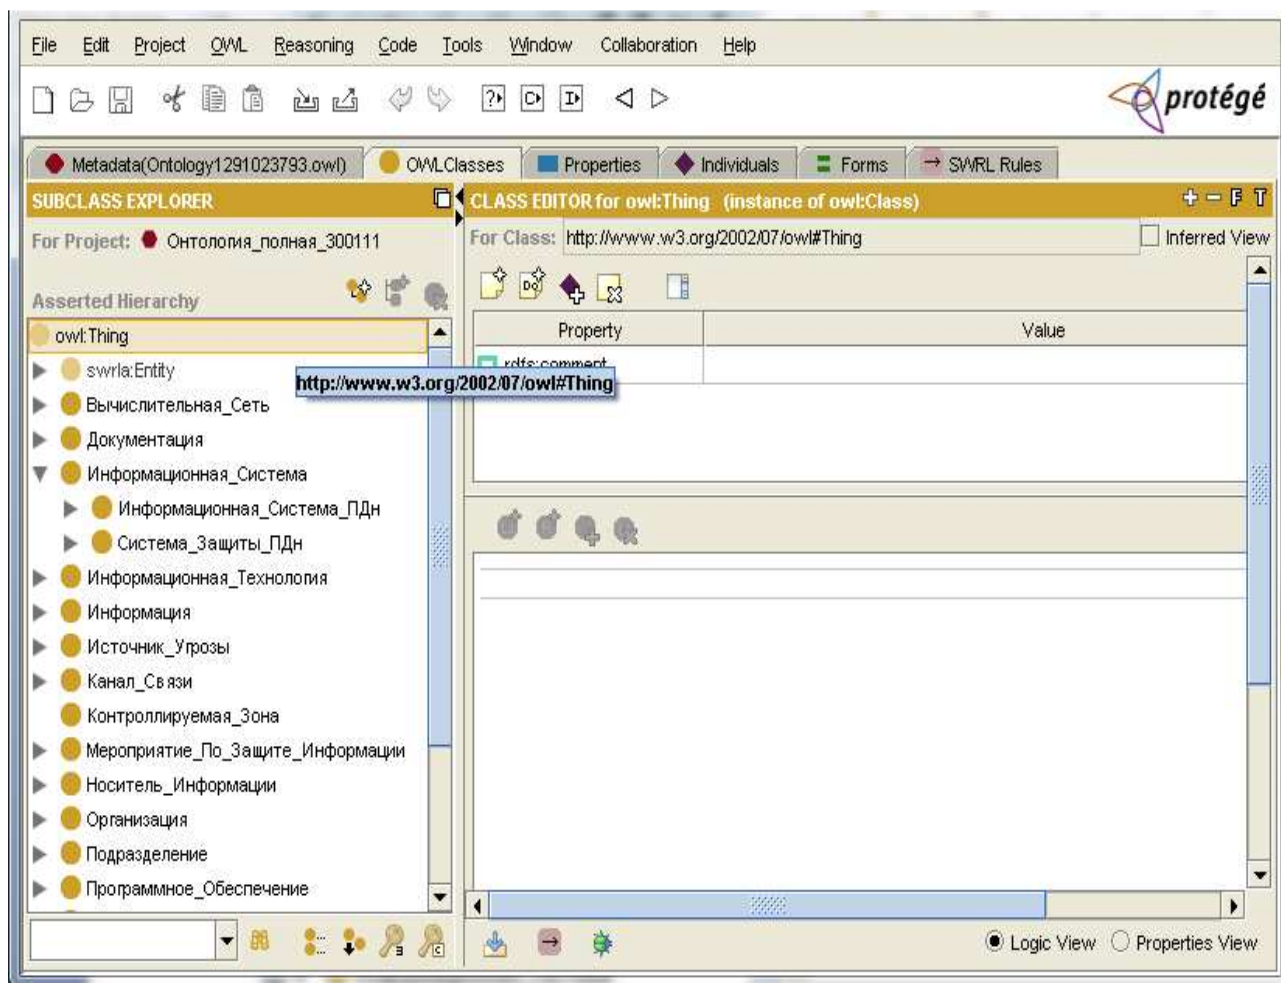 File Edit Project OWL Reasoning Code Tools Window Collaboration Help
protégé
Metadata(Ontology1291023793.owl) OWLClasses Properties Individuals Forms SWRL Rules
SUBCLASS EXPLORER
CLASS EDITOR for owl:Thing (instance of owl:Class)
For Project: Онтология_полная_300111
For Class: http://www.w3.org/2002/07/owl#Thing Inferred View
Asserted Hierarchy
Property Value
owl:Thing
rdfs:comment
swrla:Entity
http://www.w3.org/2002/07/owl#Thing
Вычислительная_Сеть
Документация
Информационная_Система
Информационная_Система_ПДн
Система_Защиты_ПДн
Информационная_Технология
Информация
Источник_Угрозы
Канал_Связи
Контроллируемая_Зона
Мероприятие_По_Защите_Информации
Носитель_Информации
Организация
Подразделение
Программное_Обеспечение
Logic View Properties View